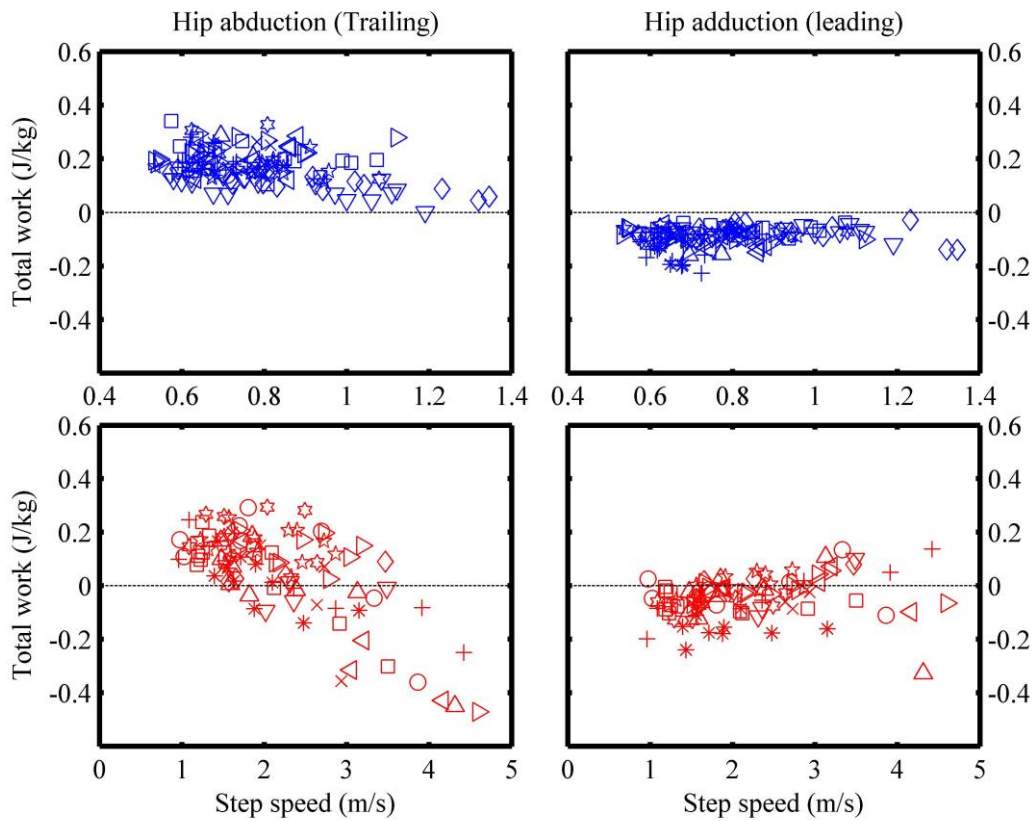 Hip abduction (Trailing)
Hip adduction (leading)
0.6
0.4
0.2
0
-0.2
-0.4
Total work (J/kg)
0.6
0.4
0.2
0
-0.2
-0.4
0.4 0.6 0.8 1 1.2 1.4
0.4 0.6 0.8 1 1.2 1.4
0.6
0.4
0.2
0
-0.2
-0.4
Total work (J/kg)
0.6
0.4
0.2
0
-0.2
-0.4
0 1 2 3 4 5
0 1 2 3 4 5
Step speed (m/s)
Step speed (m/s)